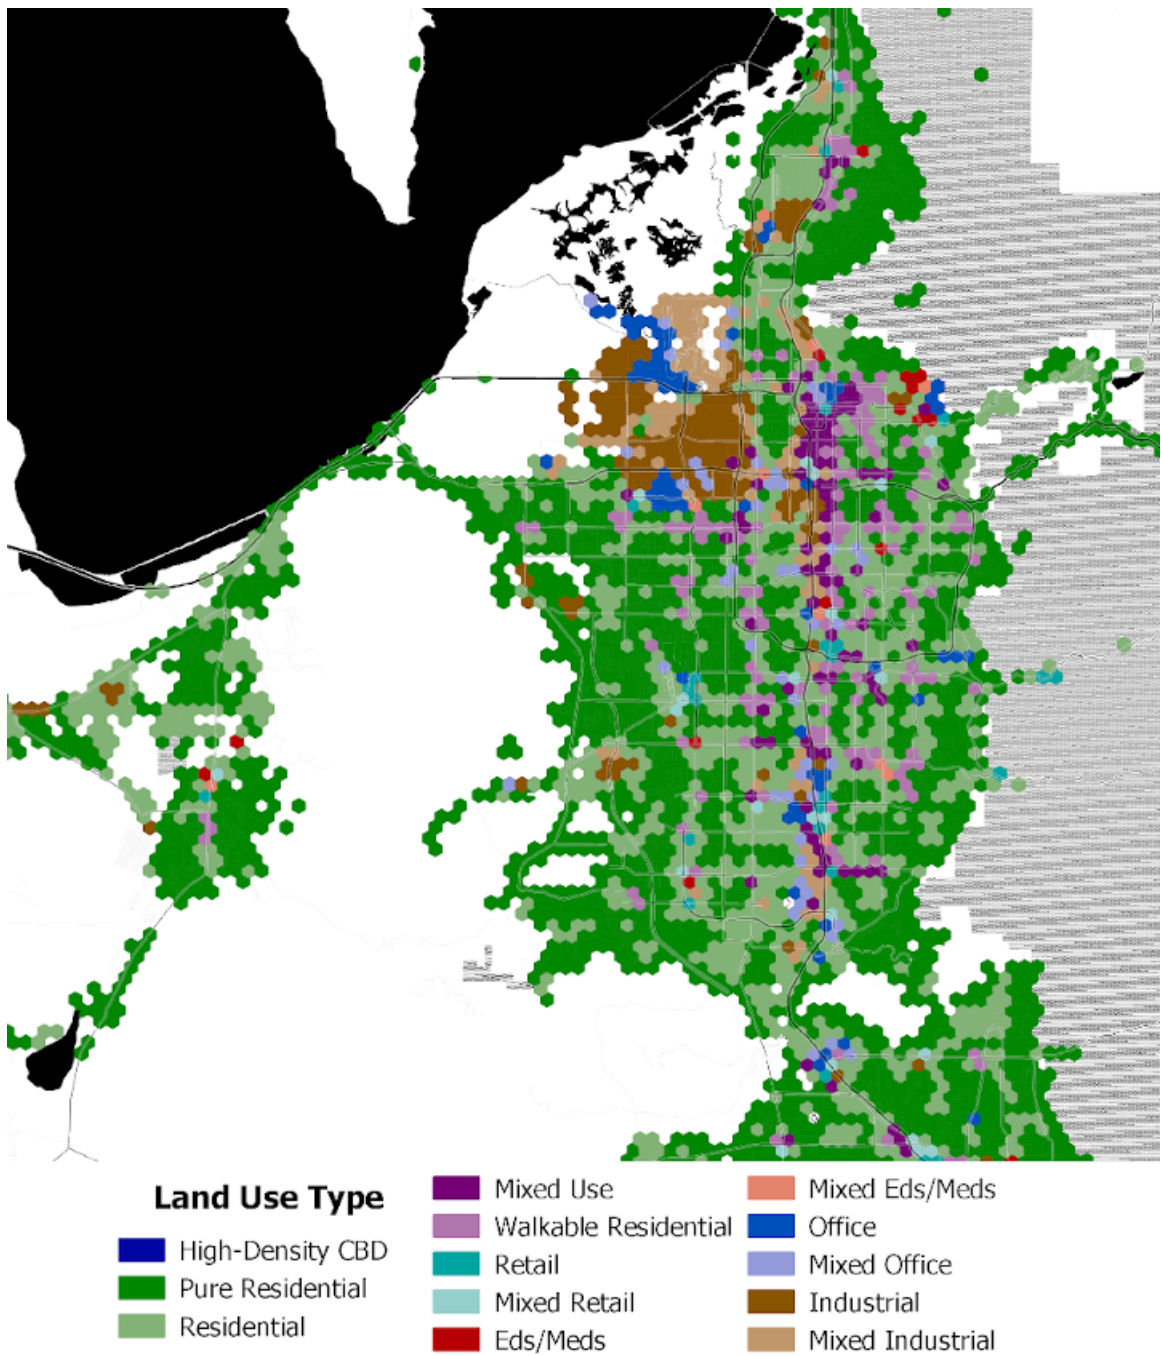 Land Use Type
High-Density CBD
Pure Residential
Residential
Mixed Use
Walkable Residential
Retail
Mixed Retail
Eds/Meds
Mixed Eds/Meds
Office
Mixed Office
Industrial
Mixed Industrial